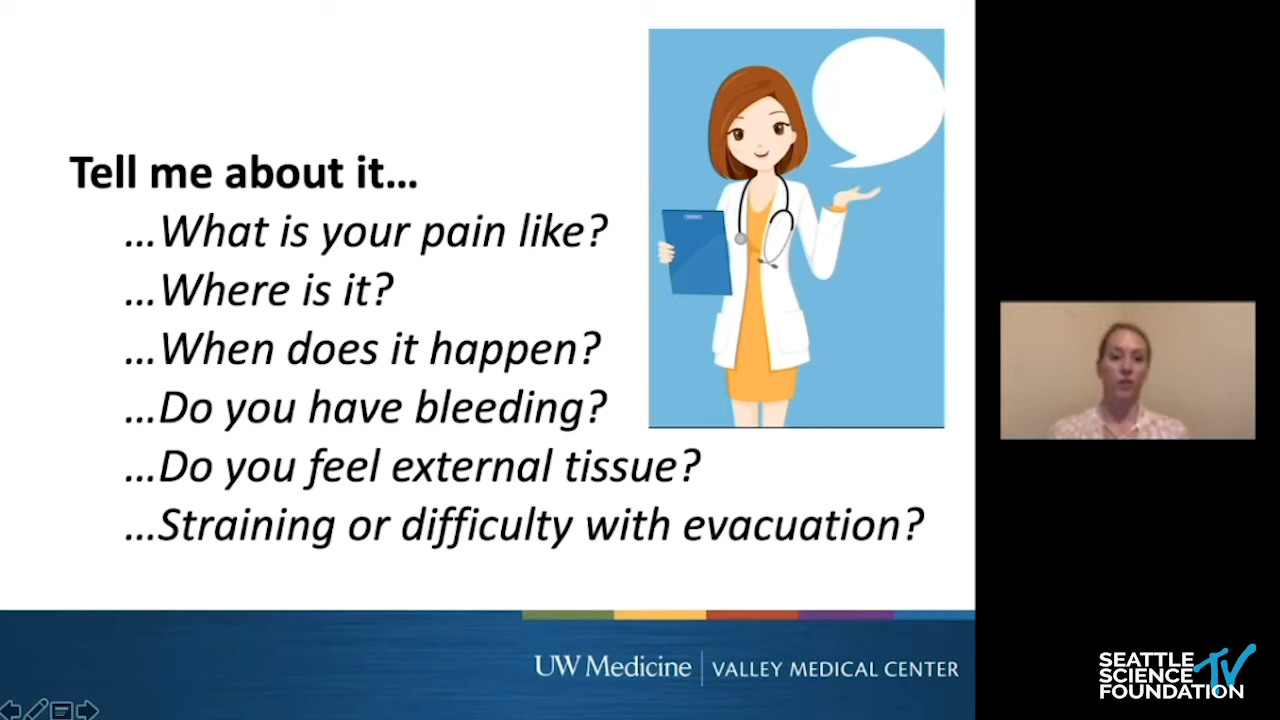 Tell me about it...
...What is your pain like?
...Where is it?
...When does it happen?
...Do you have bleeding?
...Do you feel external tissue?
...Straining or difficulty with evacuation?
UW Medicine | VALLEY MEDICAL CENTER
SEATTLE
SCIENCE TV
FOUNDATION